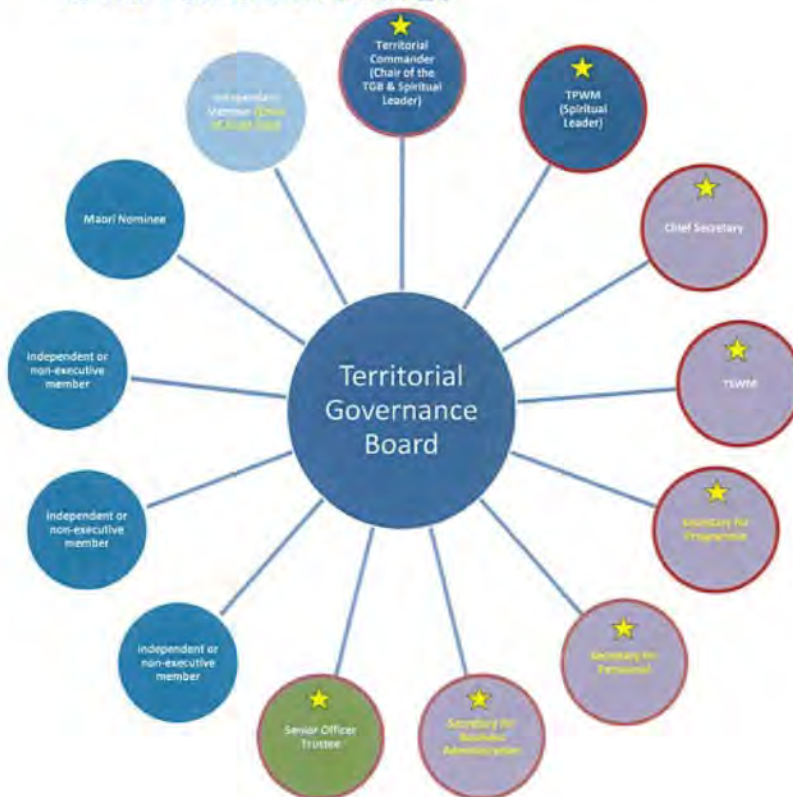 Territorial
Commander
(Chair of the
TGB & Spiritual
Leader)
TPWM
(Spiritual
Leader)
Chief Secretary
TSWM
Secretary for
Programme
Secretary for
Personnel
Secretary for
Business
Administration
Senior Officer
Trustee
Independent or
non-executive
member
Independent or
non-executive
member
Independent or
non-executive
member
Maori Nominee
Independent
Member (Chair
Territorial
Governance
Board